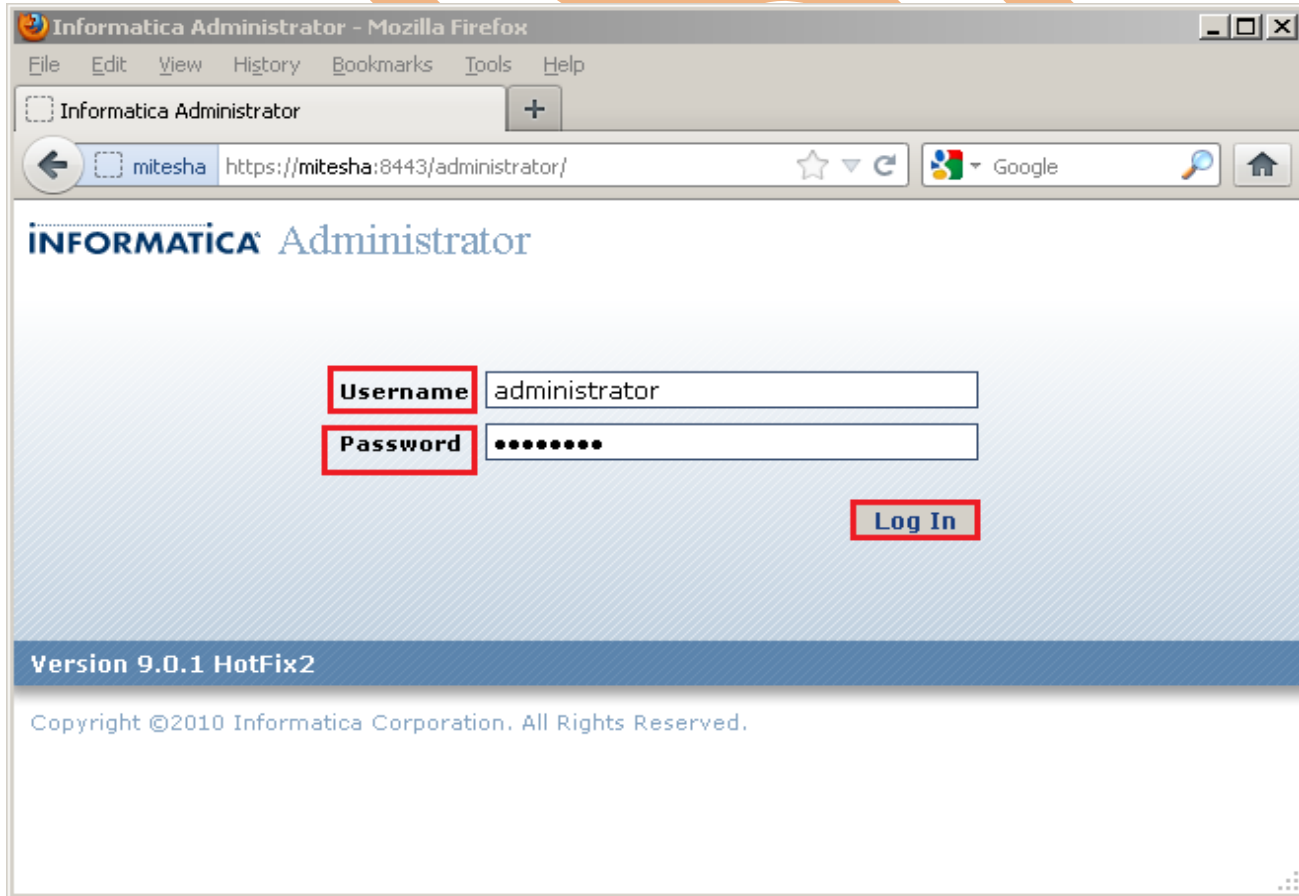 Informatica Administrator - Mozilla Firefox
File Edit View History Bookmarks Tools Help
Informatica Administrator +
mitesha https://mitesha:8443/administrator/ Google
INFORMATICA Administrator
Username administrator
Password ••••••••
Log In
Version 9.0.1 HotFix2
Copyright ©2010 Informatica Corporation. All Rights Reserved.